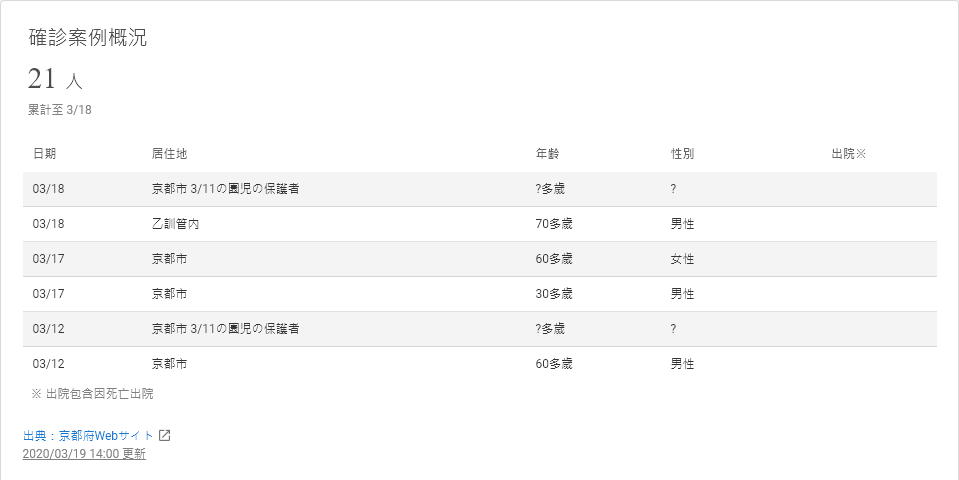 確診案例概況
21 人
累計至 3/18
日期 居住地 年齡 性別 出院※
03/18 京都市 3/11の園児の保護者 ?多歲 ?
03/18 乙訓管内 70多歲 男性
03/17 京都市 60多歲 女性
03/17 京都市 30多歲 男性
03/12 京都市 3/11の園児の保護者 ?多歲 ?
03/12 京都市 60多歲 男性
※ 出院包含因死亡出院
出典：京都府Webサイト
2020/03/19 14:00 更新